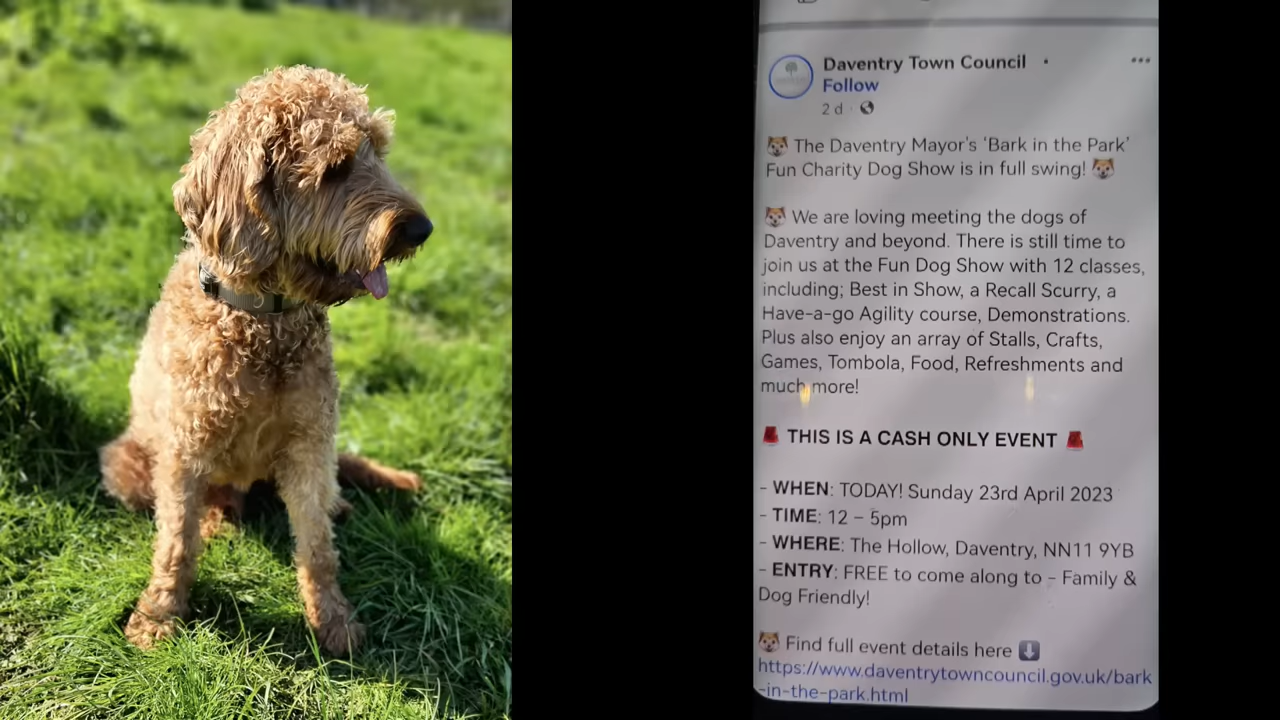 Daventry Town Council ·
Follow
2 d ·
The Daventry Mayor's 'Bark in the Park'
Fun Charity Dog Show is in full swing!
We are loving meeting the dogs of
Daventry and beyond. There is still time to
join us at the Fun Dog Show with 12 classes,
including; Best in Show, a Recall Scurry, a
Have-a-go Agility course, Demonstrations.
Plus also enjoy an array of Stalls, Crafts,
Games, Tombola, Food, Refreshments and
much more!
THIS IS A CASH ONLY EVENT
- WHEN: TODAY! Sunday 23rd April 2023
- TIME: 12 – 5pm
- WHERE: The Hollow, Daventry, NN11 9YB
- ENTRY: FREE to come along to – Family &
Dog Friendly!
Find full event details here
https://www.daventrytowncouncil.gov.uk/bark
-in-the-park.html